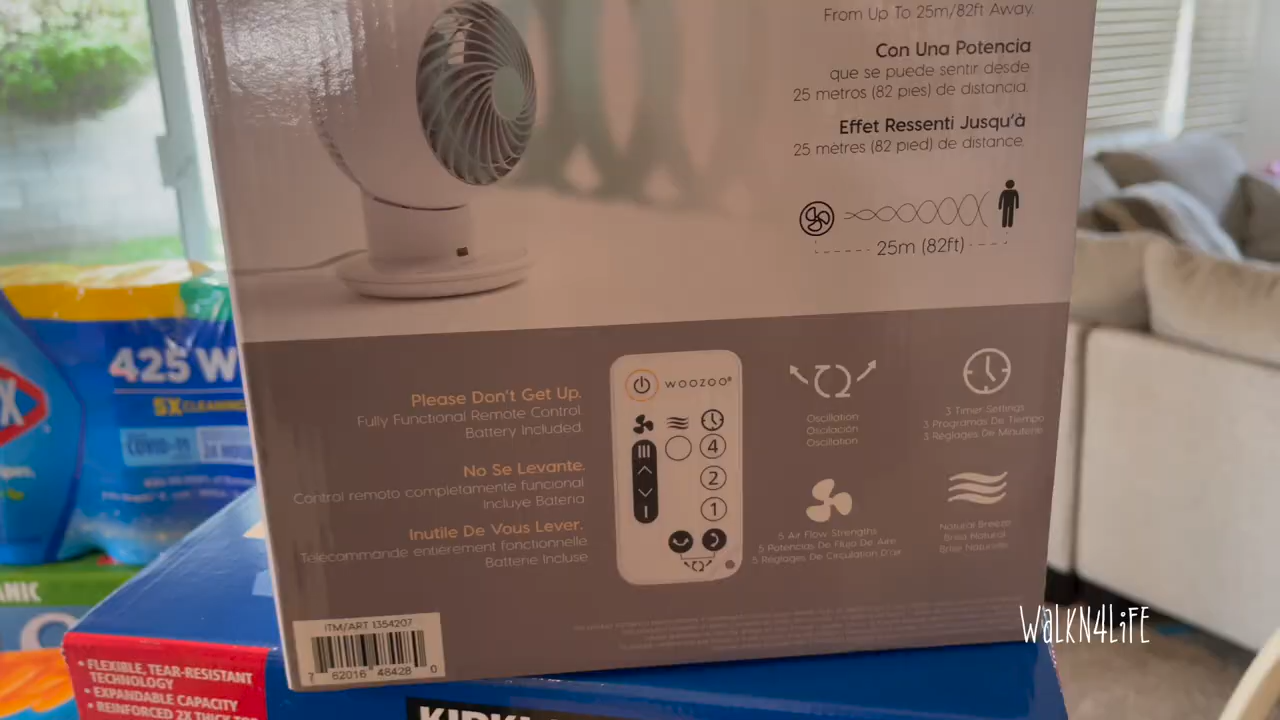 From Up To 25m/82ft Away.
Con Una Potencia
que se puede sentir desde
25 metros (82 pies) de distancia.
Effet Ressenti Jusqu'à
25 mètres (82 pied) de distance.
25m (82ft)
Please Don't Get Up.
Fully Functional Remote Control.
Battery Included.
No Se Levante.
Control remoto completamente funcional
Incluye Bateria
Inutile De Vous Lever.
Télécommande entièrement fonctionnelle
Batterie Incluse
WOOZOO®
4
2
1
Oscillation
Oscilación
Oscillation
3 Timer Settings
3 Programas De Tiempo
3 Réglages De Minuterie
5 Air Flow Strengths
5 Potencias De Flujo De Aire
5 Réglages De Circulation D'air
Natural Breeze
Brisa Natural
Brise Naturelle
ITM/ART 1354207
7 62016 48428 0
425 W
5X CLEANING
COVID-19
X
ANIC
• FLEXIBLE, TEAR-RESISTANT
TECHNOLOGY
• EXPANDABLE CAPACITY
• REINFORCED 2X THICK TOP
KIRKL
WALKN4LiFE